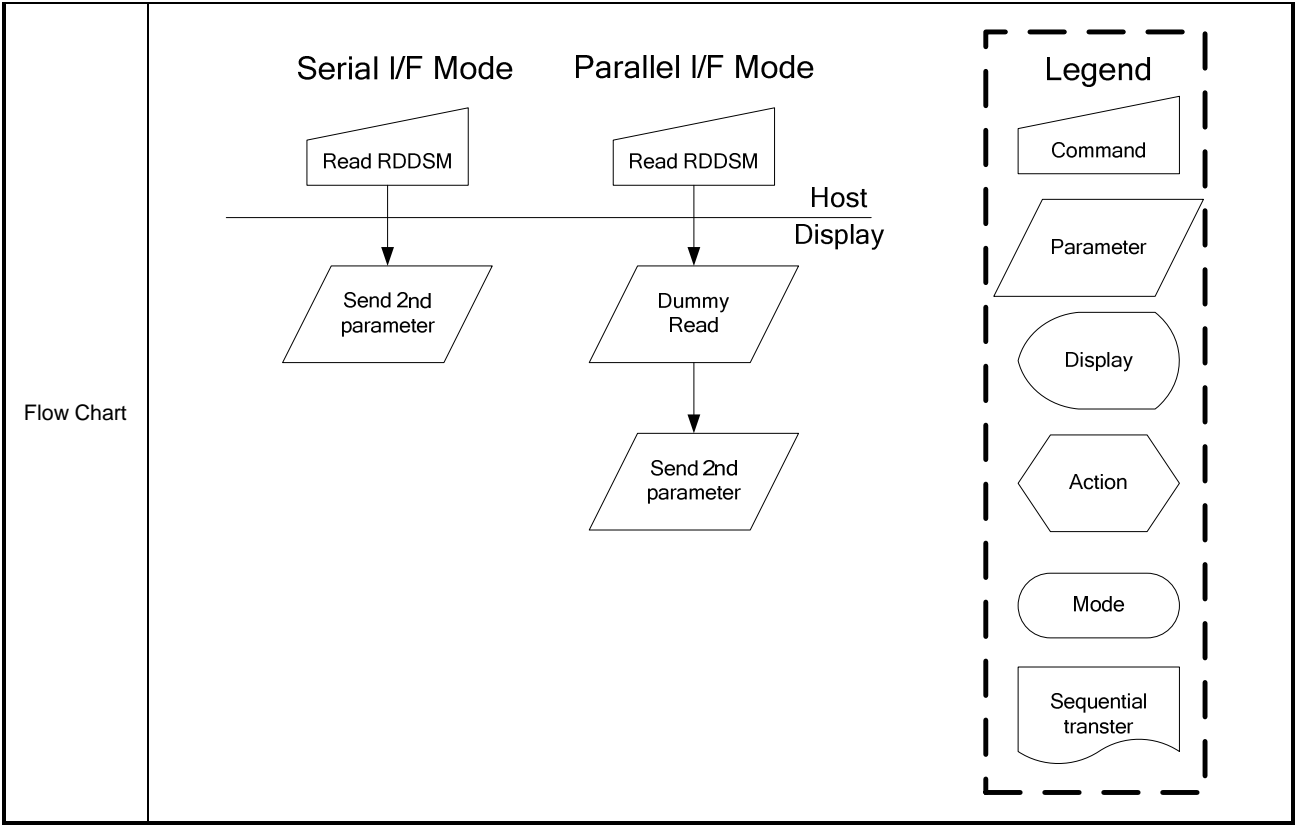 Flow Chart
Serial I/F Mode
Parallel I/F Mode
Read RDDSM
Read RDDSM
Host
Display
Send 2nd
parameter
Dummy
Read
Send 2nd
parameter
Legend
Command
Parameter
Display
Action
Mode
Sequential
transter